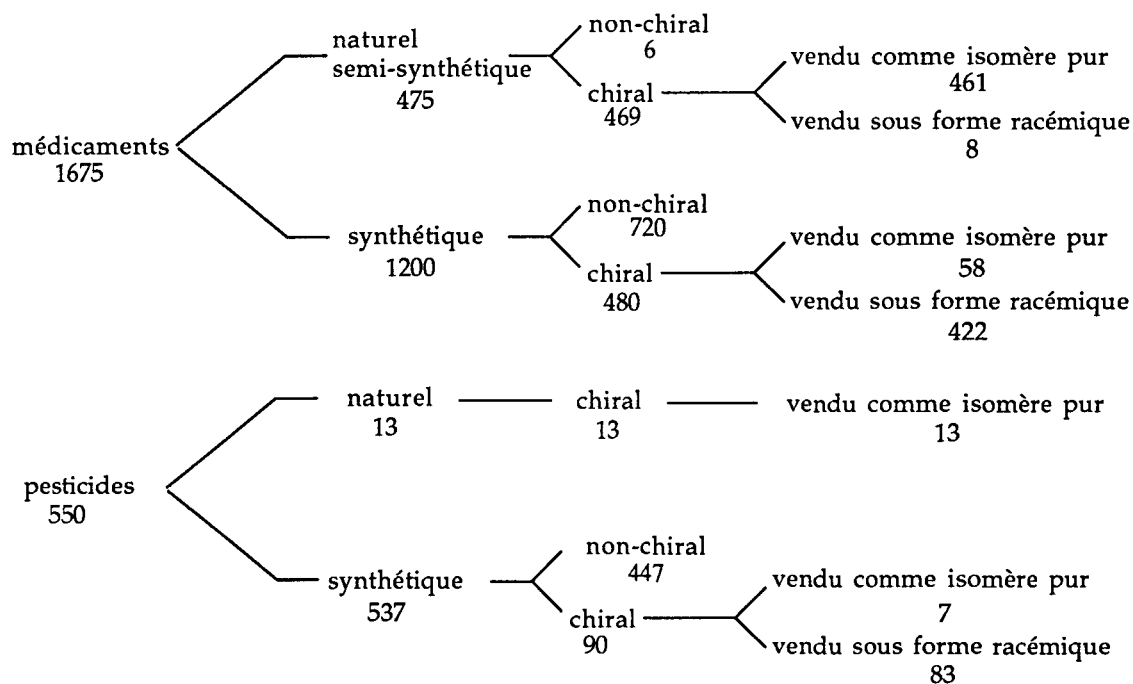 médicaments
1675
naturel
semi-synthétique
475
non-chiral
6
chiral
469
vendu comme isomère pur
461
vendu sous forme racémique
8
synthétique
1200
non-chiral
720
chiral
480
vendu comme isomère pur
58
vendu sous forme racémique
422
pesticides
550
naturel
13
chiral
13
vendu comme isomère pur
13
synthétique
537
non-chiral
447
chiral
90
vendu comme isomère pur
7
vendu sous forme racémique
83